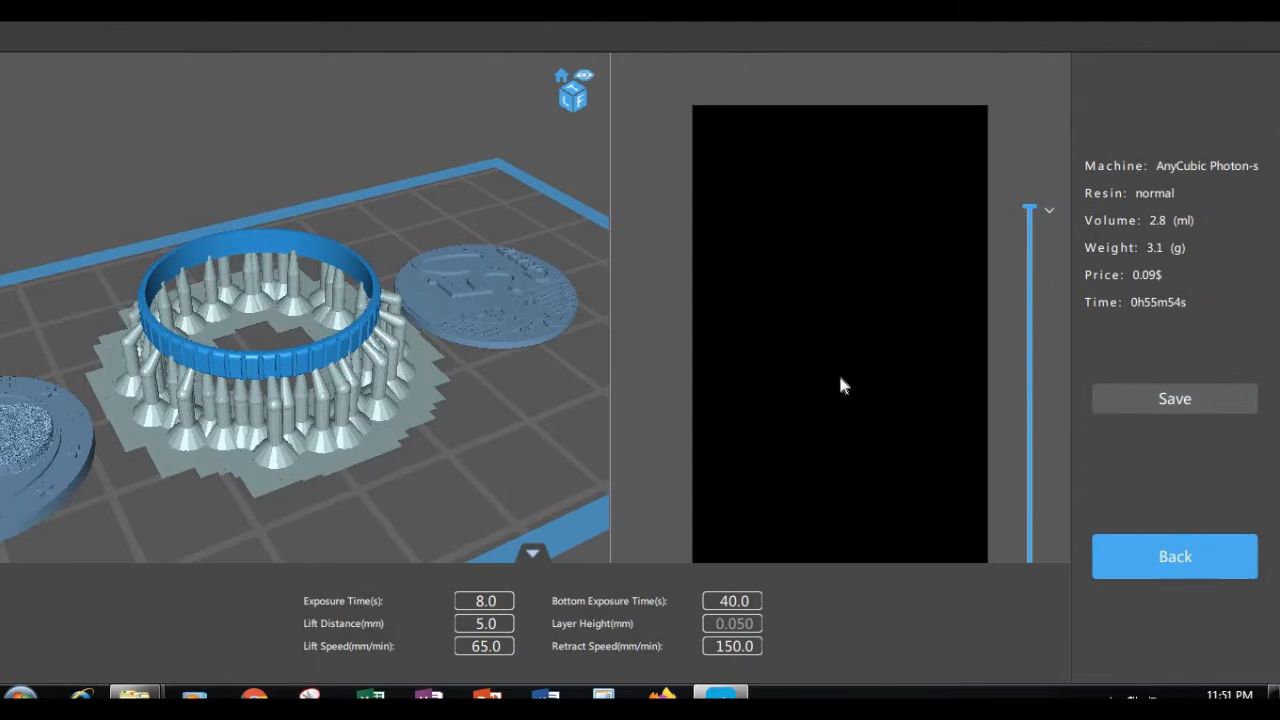 T
L F
Machine: AnyCubic Photon-s
Resin: normal
Volume: 2.8 (ml)
Weight: 3.1 (g)
Price: 0.09$
Time: 0h55m54s
Save
Back
Exposure Time(s): 8.0 Bottom Exposure Time(s): 40.0
Lift Distance(mm) 5.0 Layer Height(mm) 0.050
Lift Speed(mm/min): 65.0 Retract Speed(mm/min): 150.0
11:51 PM